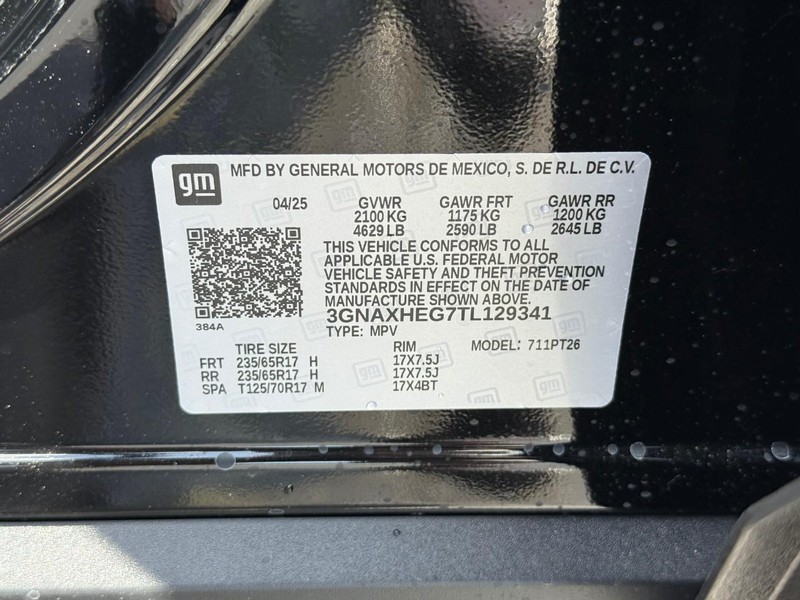 gm MFD BY GENERAL MOTORS DE MEXICO, S. DE R.L. DE C.V.
04/25 GVWR GAWR FRT GAWR RR
2100 KG 1175 KG 1200 KG
4629 LB 2590 LB 2645 LB
THIS VEHICLE CONFORMS TO ALL
APPLICABLE U.S. FEDERAL MOTOR
VEHICLE SAFETY AND THEFT PREVENTION
STANDARDS IN EFFECT ON THE DATE OF
MANUFACTURE SHOWN ABOVE.
3GNAXHEG7TL129341
384A
TYPE: MPV
TIRE SIZE RIM MODEL: 711PT26
FRT 235/65R17 H 17X7.5J
RR 235/65R17 H 17X7.5J
SPA T125/70R17 M 17X4BT